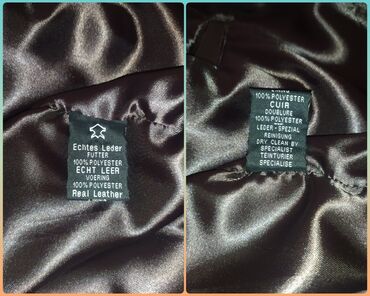 Echtes Leder
FUTTER
100% POLYESTER
ECHT LEER
VOERING
100% POLYESTER
Real Leather
LINING
100% POLYESTER
CUIR
DOUBLURE
100% POLYESTER
LEDER - SPEZIAL
REINIGUNG
DRY CLEAN BY
SPECIALIST
TEINTURIER
SPECIALISE